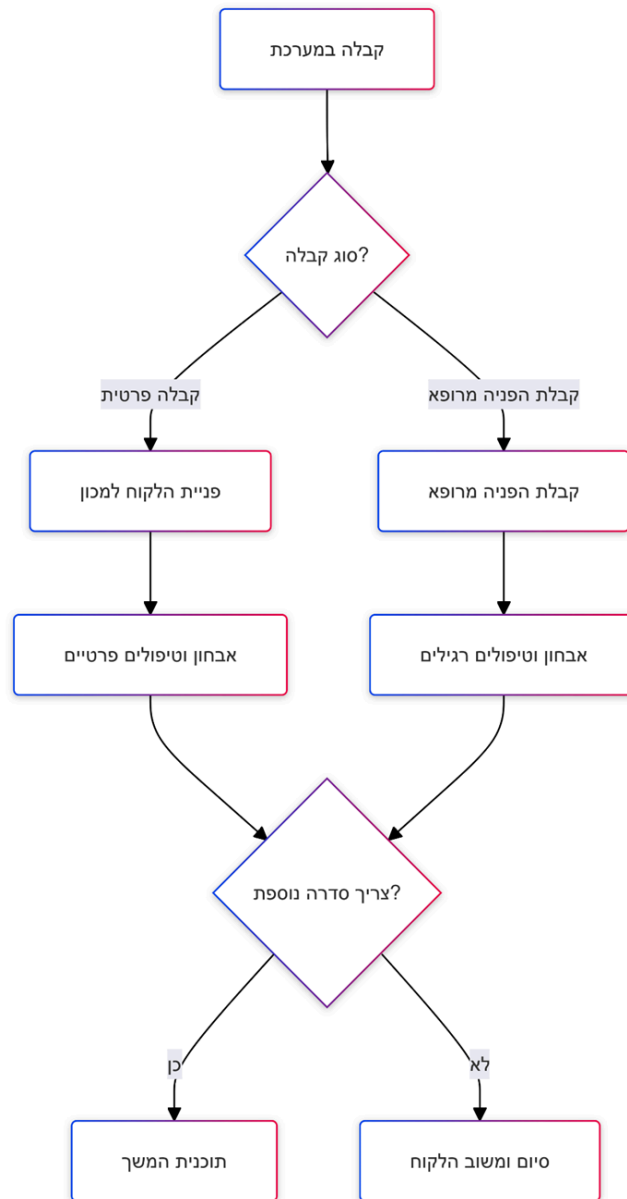 קבלה במערכת
סוג קבלה?
קבלת הפניה מרופא
קבלה פרטית
קבלת הפניה מרופא
פניית הלקוח למכון
אבחון וטיפולים רגילים
אבחון וטיפולים פרטיים
צריך סדרה נוספת?
לא
כן
סיום ומשוב הלקוח
תוכנית המשך